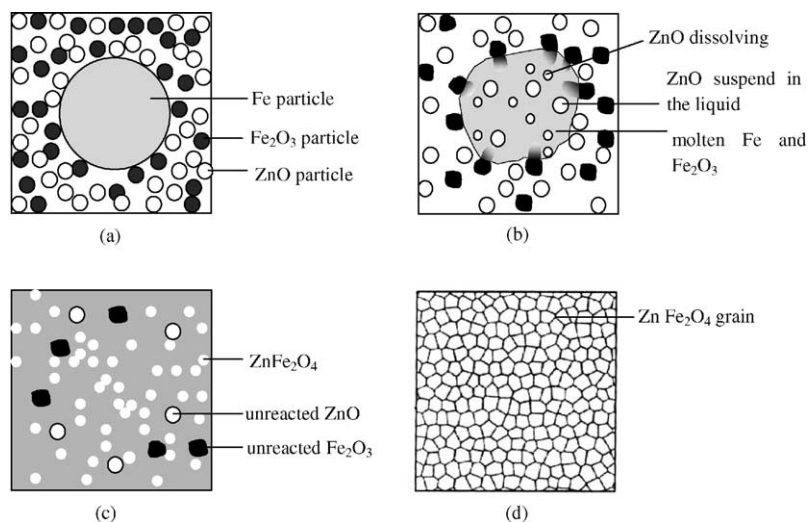 Fe particle
Fe₂O₃ particle
ZnO particle
(a)
ZnO dissolving
ZnO suspend in
the liquid
molten Fe and
Fe₂O₃
(b)
ZnFe₂O₄
unreacted ZnO
unreacted Fe₂O₃
(c)
Zn Fe₂O₄ grain
(d)